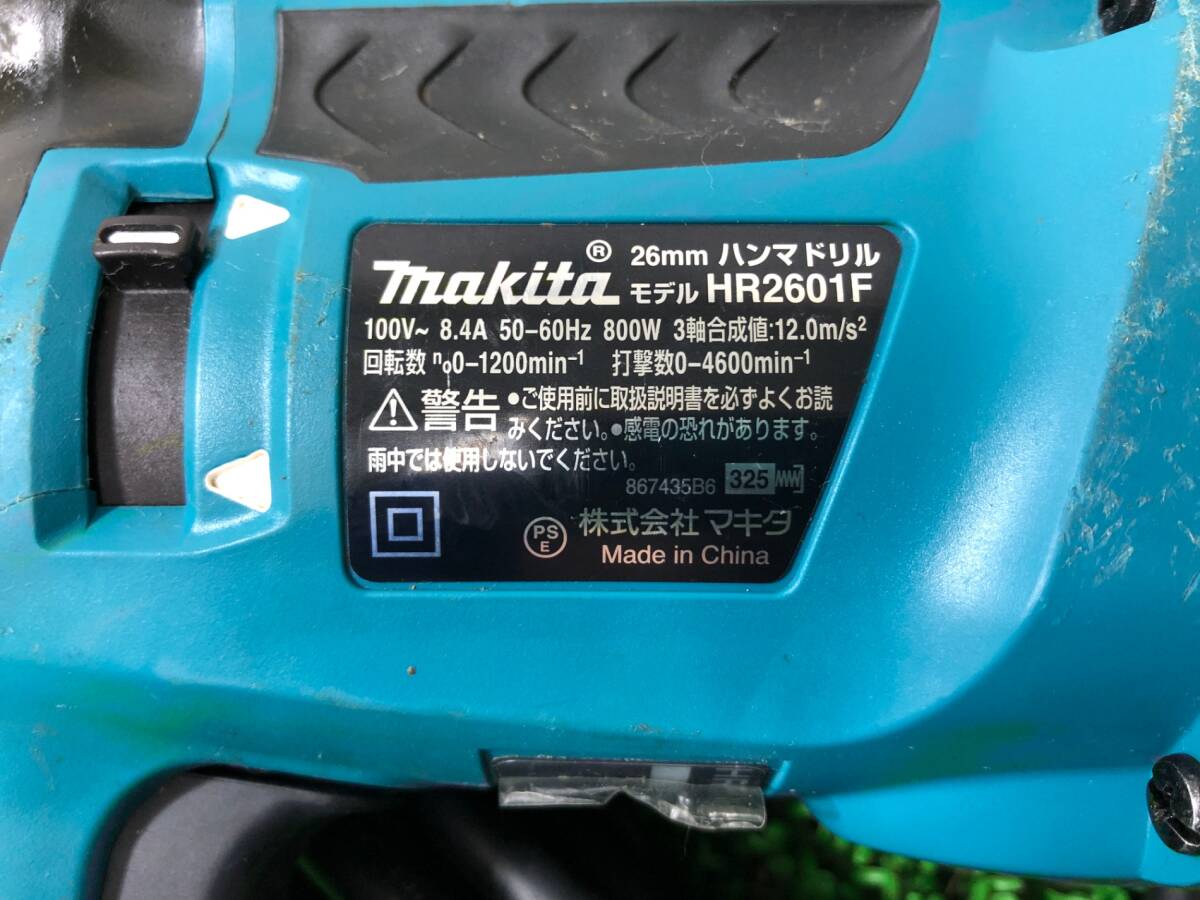 makita® 26mm ハンマドリル
モデル HR2601F
100V~ 8.4A 50-60Hz 800W 3軸合成値:12.0m/s²
回転数 n₀0-1200min⁻¹ 打撃数0-4600min⁻¹
⚠警告 •ご使用前に取扱説明書を必ずよくお読
みください。•感電の恐れがあります。
雨中では使用しないでください。
867435B6 325
PS
E
株式会社 マキタ
Made in China